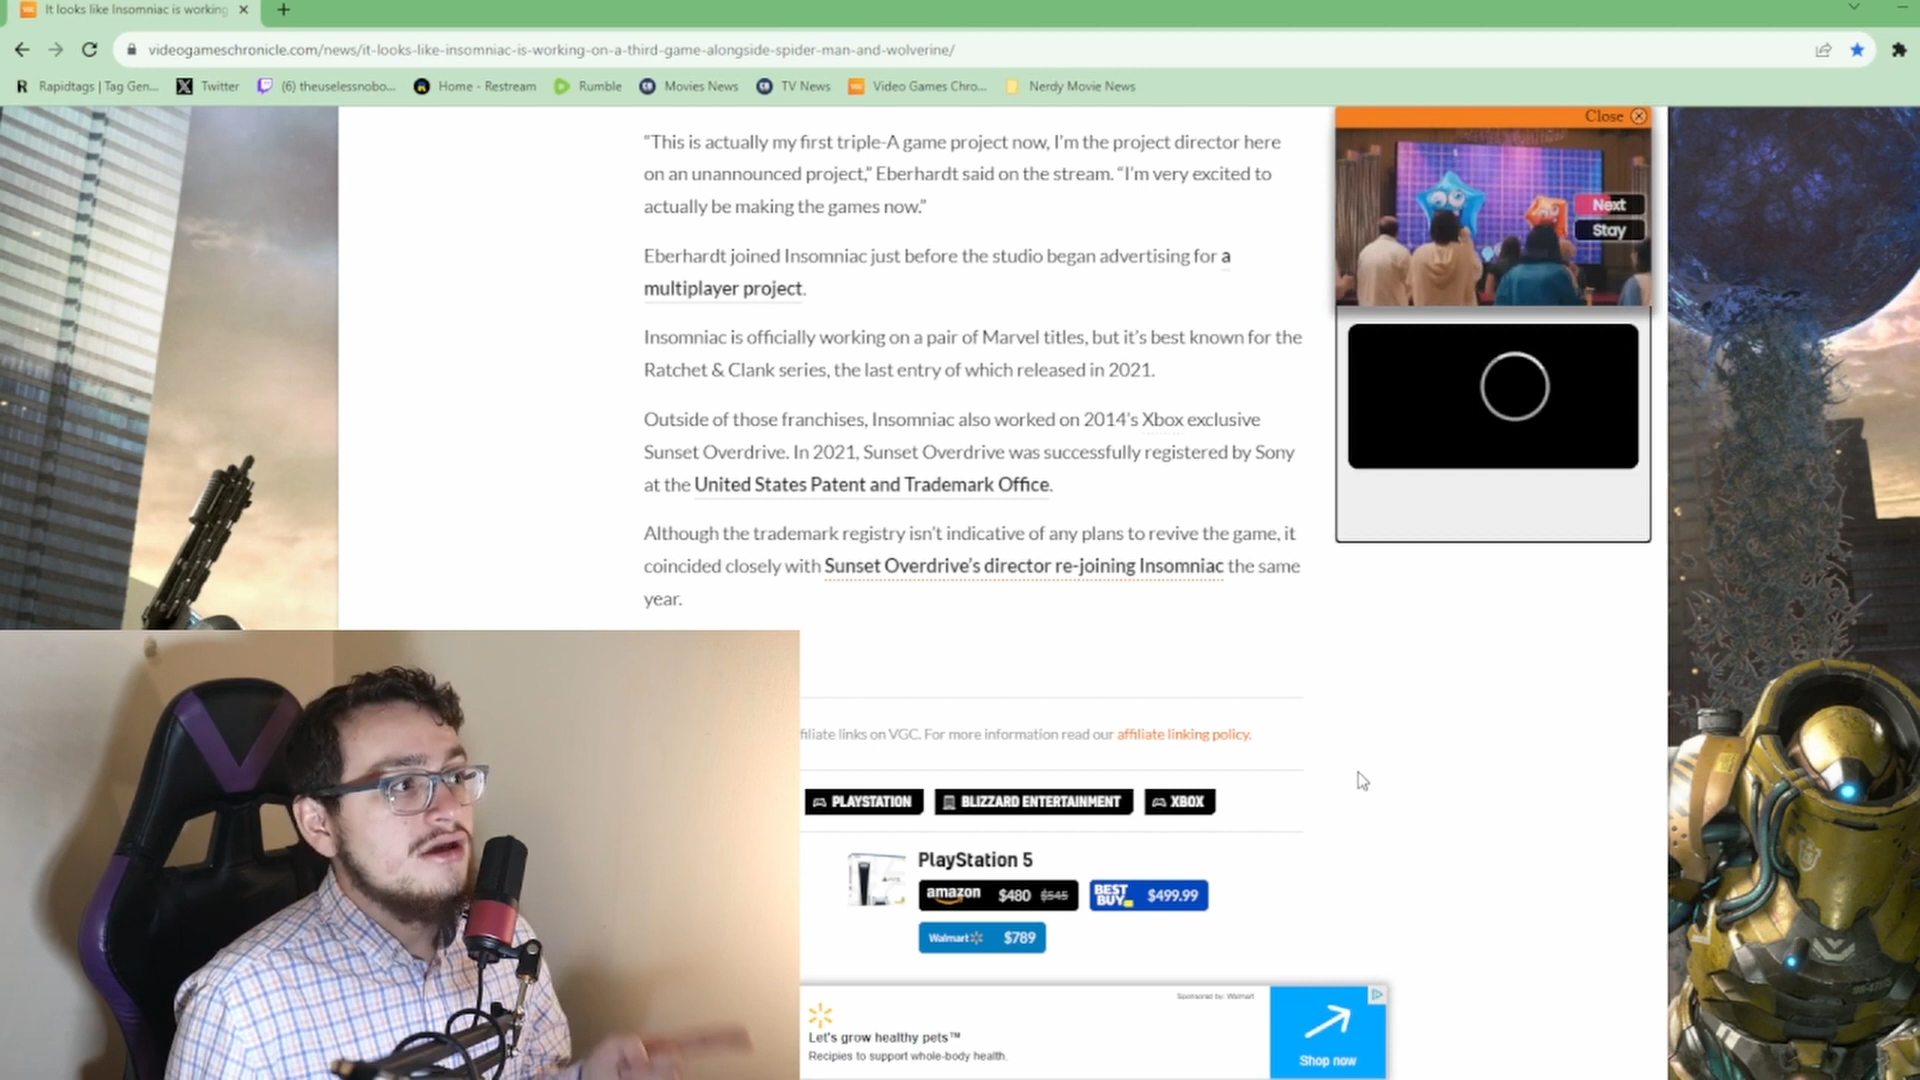 It looks like Insomniac is working
videogameschronicle.com/news/it-looks-like-insomniac-is-working-on-a-third-game-alongside-spider-man-and-wolverine/
Rapidtags | Tag Gen... Twitter (6) theuselessnobo... Home - Restream Rumble Movies News TV News Video Games Chro... Nerdy Movie News
Close
Next
Stay
“This is actually my first triple-A game project now, I’m the project director here
on an unannounced project,” Eberhardt said on the stream. “I’m very excited to
actually be making the games now.”
Eberhardt joined Insomniac just before the studio began advertising for a
multiplayer project.
Insomniac is officially working on a pair of Marvel titles, but it’s best known for the
Ratchet & Clank series, the last entry of which released in 2021.
Outside of those franchises, Insomniac also worked on 2014’s Xbox exclusive
Sunset Overdrive. In 2021, Sunset Overdrive was successfully registered by Sony
at the United States Patent and Trademark Office.
Although the trademark registry isn’t indicative of any plans to revive the game, it
coincided closely with Sunset Overdrive’s director re-joining Insomniac the same
year.
filiate links on VGC. For more information read our affiliate linking policy.
PLAYSTATION BLIZZARD ENTERTAINMENT XBOX
PlayStation 5
amazon $480 $545 BEST BUY $499.99
Walmart $789
Sponsored by: Walmart
Let's grow healthy pets™
Recipies to support whole-body health.
Shop now